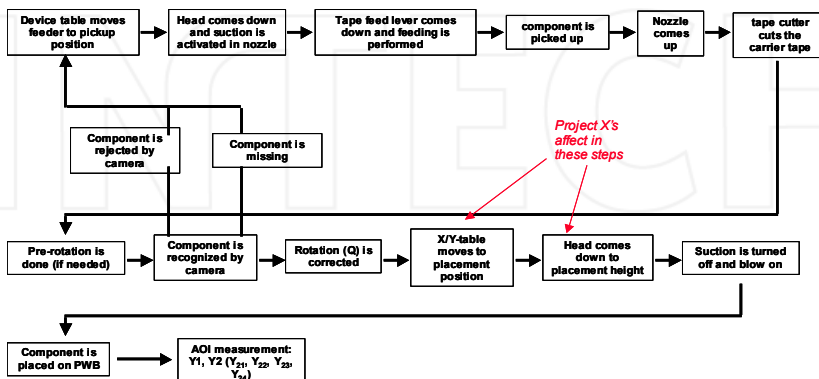 Device table moves
feeder to pickup
position
Head comes down
and suction is
activated in nozzle
Tape feed lever comes
down and feeding is
performed
component is
picked up
Nozzle
comes
up
tape cutter
cuts the
carrier tape
Component is
rejected by
camera
Component is
missing
Project X's
affect in
these steps
Pre-rotation is
done (if needed)
Component is
recognized by
camera
Rotation (Q) is
corrected
X/Y-table
moves to
placement
position
Head comes
down to
placement height
Suction is turned
off and blow on
Component is
placed on PWB
AOI measurement:
Y1, Y2 (Y21, Y22, Y23,
Y24)
INTECH